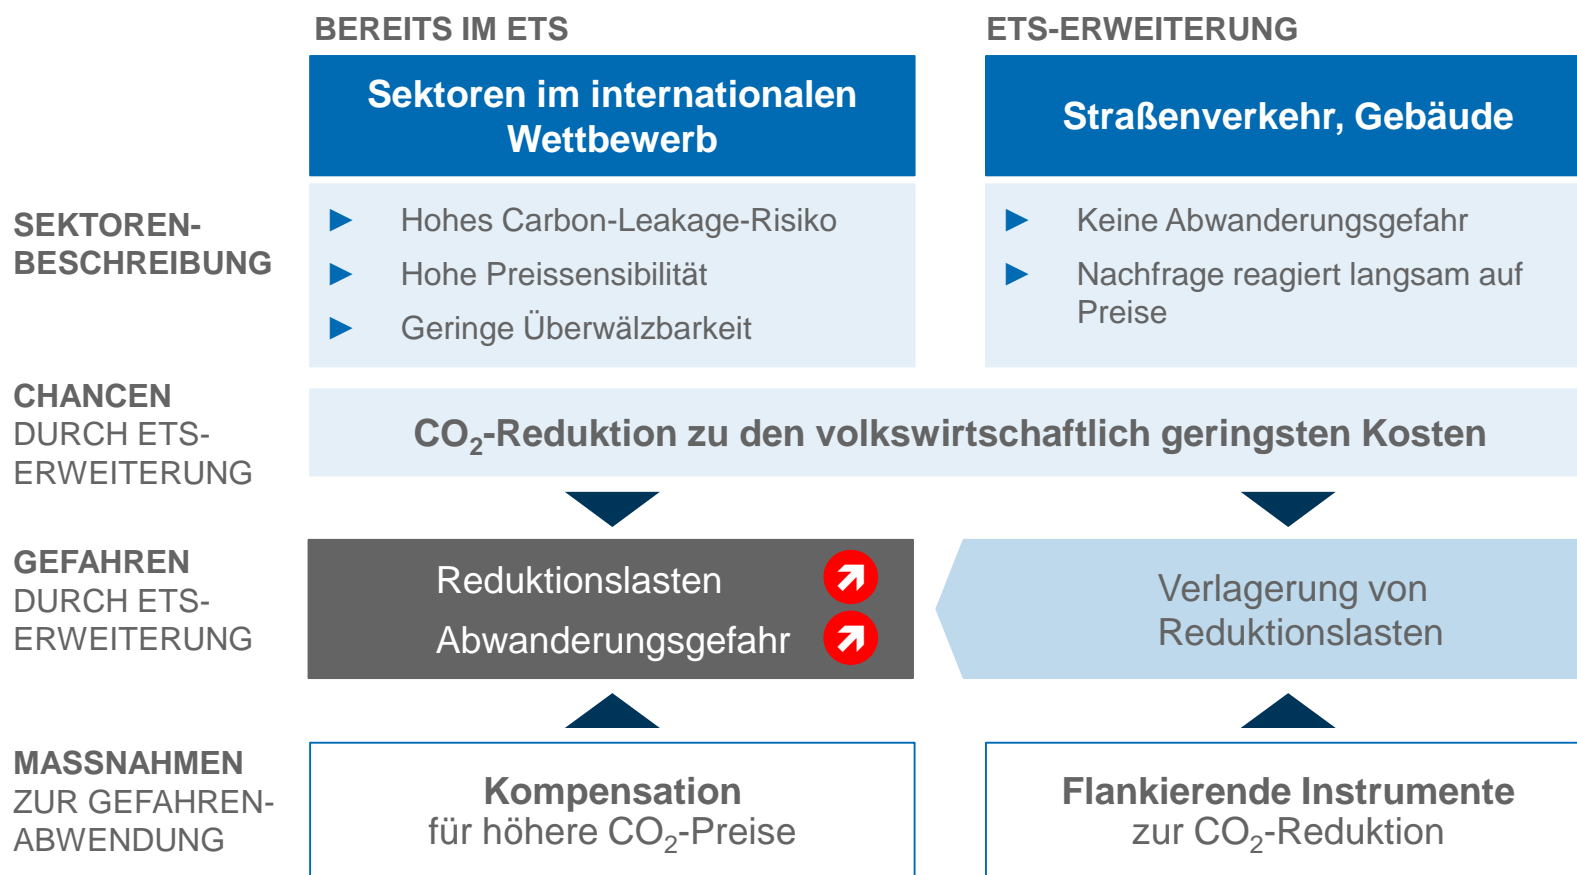 BEREITS IM ETS
ETS-ERWEITERUNG
Sektoren im internationalen
Wettbewerb
Straßenverkehr, Gebäude
SEKTOREN-
BESCHREIBUNG
► Hohes Carbon-Leakage-Risiko
► Hohe Preissensibilität
► Geringe Überwälzbarkeit
► Keine Abwanderungsgefahr
► Nachfrage reagiert langsam auf
Preise
CHANCEN
DURCH ETS-
ERWEITERUNG
CO₂-Reduktion zu den volkswirtschaftlich geringsten Kosten
GEFAHREN
DURCH ETS-
ERWEITERUNG
Reduktionslasten
Abwanderungsgefahr
Verlagerung von
Reduktionslasten
MASSNAHMEN
ZUR GEFAHREN-
ABWENDUNG
Kompensation
für höhere CO₂-Preise
Flankierende Instrumente
zur CO₂-Reduktion